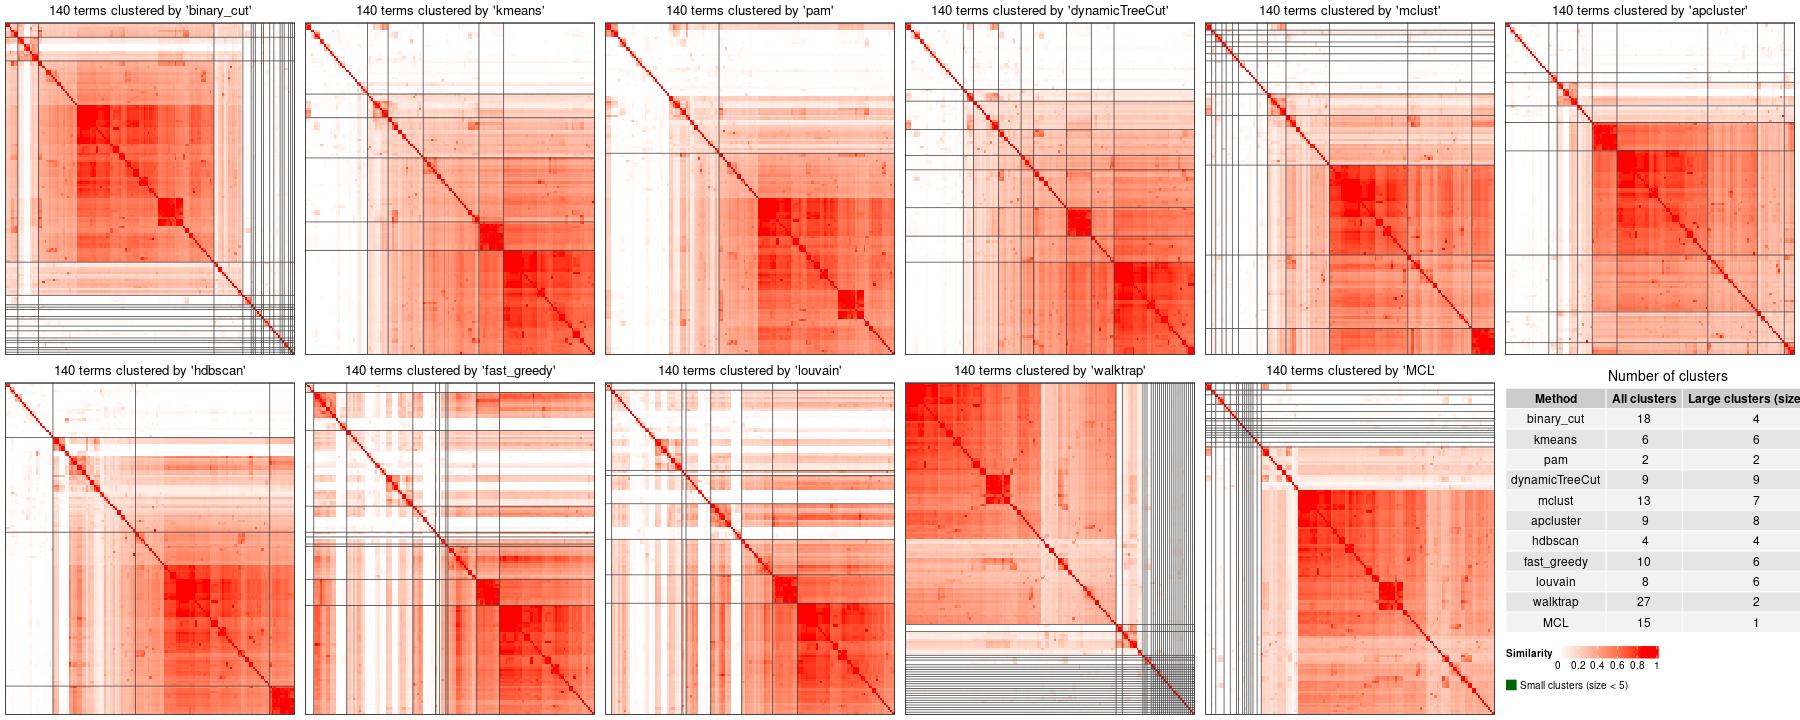 140 terms clustered by 'binary_cut'
140 terms clustered by 'kmeans'
140 terms clustered by 'pam'
140 terms clustered by 'dynamicTreeCut'
140 terms clustered by 'mclust'
140 terms clustered by 'apcluster'
140 terms clustered by 'hdbscan'
140 terms clustered by 'fast_greedy'
140 terms clustered by 'louvain'
140 terms clustered by 'walktrap'
140 terms clustered by 'MCL'
Number of clusters
Method All clusters Large clusters (size
binary_cut 18 4
kmeans 6 6
pam 2 2
dynamicTreeCut 9 9
mclust 13 7
apcluster 9 8
hdbscan 4 4
fast_greedy 10 6
louvain 8 6
walktrap 27 2
MCL 15 1
Similarity
0 0.2 0.4 0.6 0.8 1
Small clusters (size < 5)